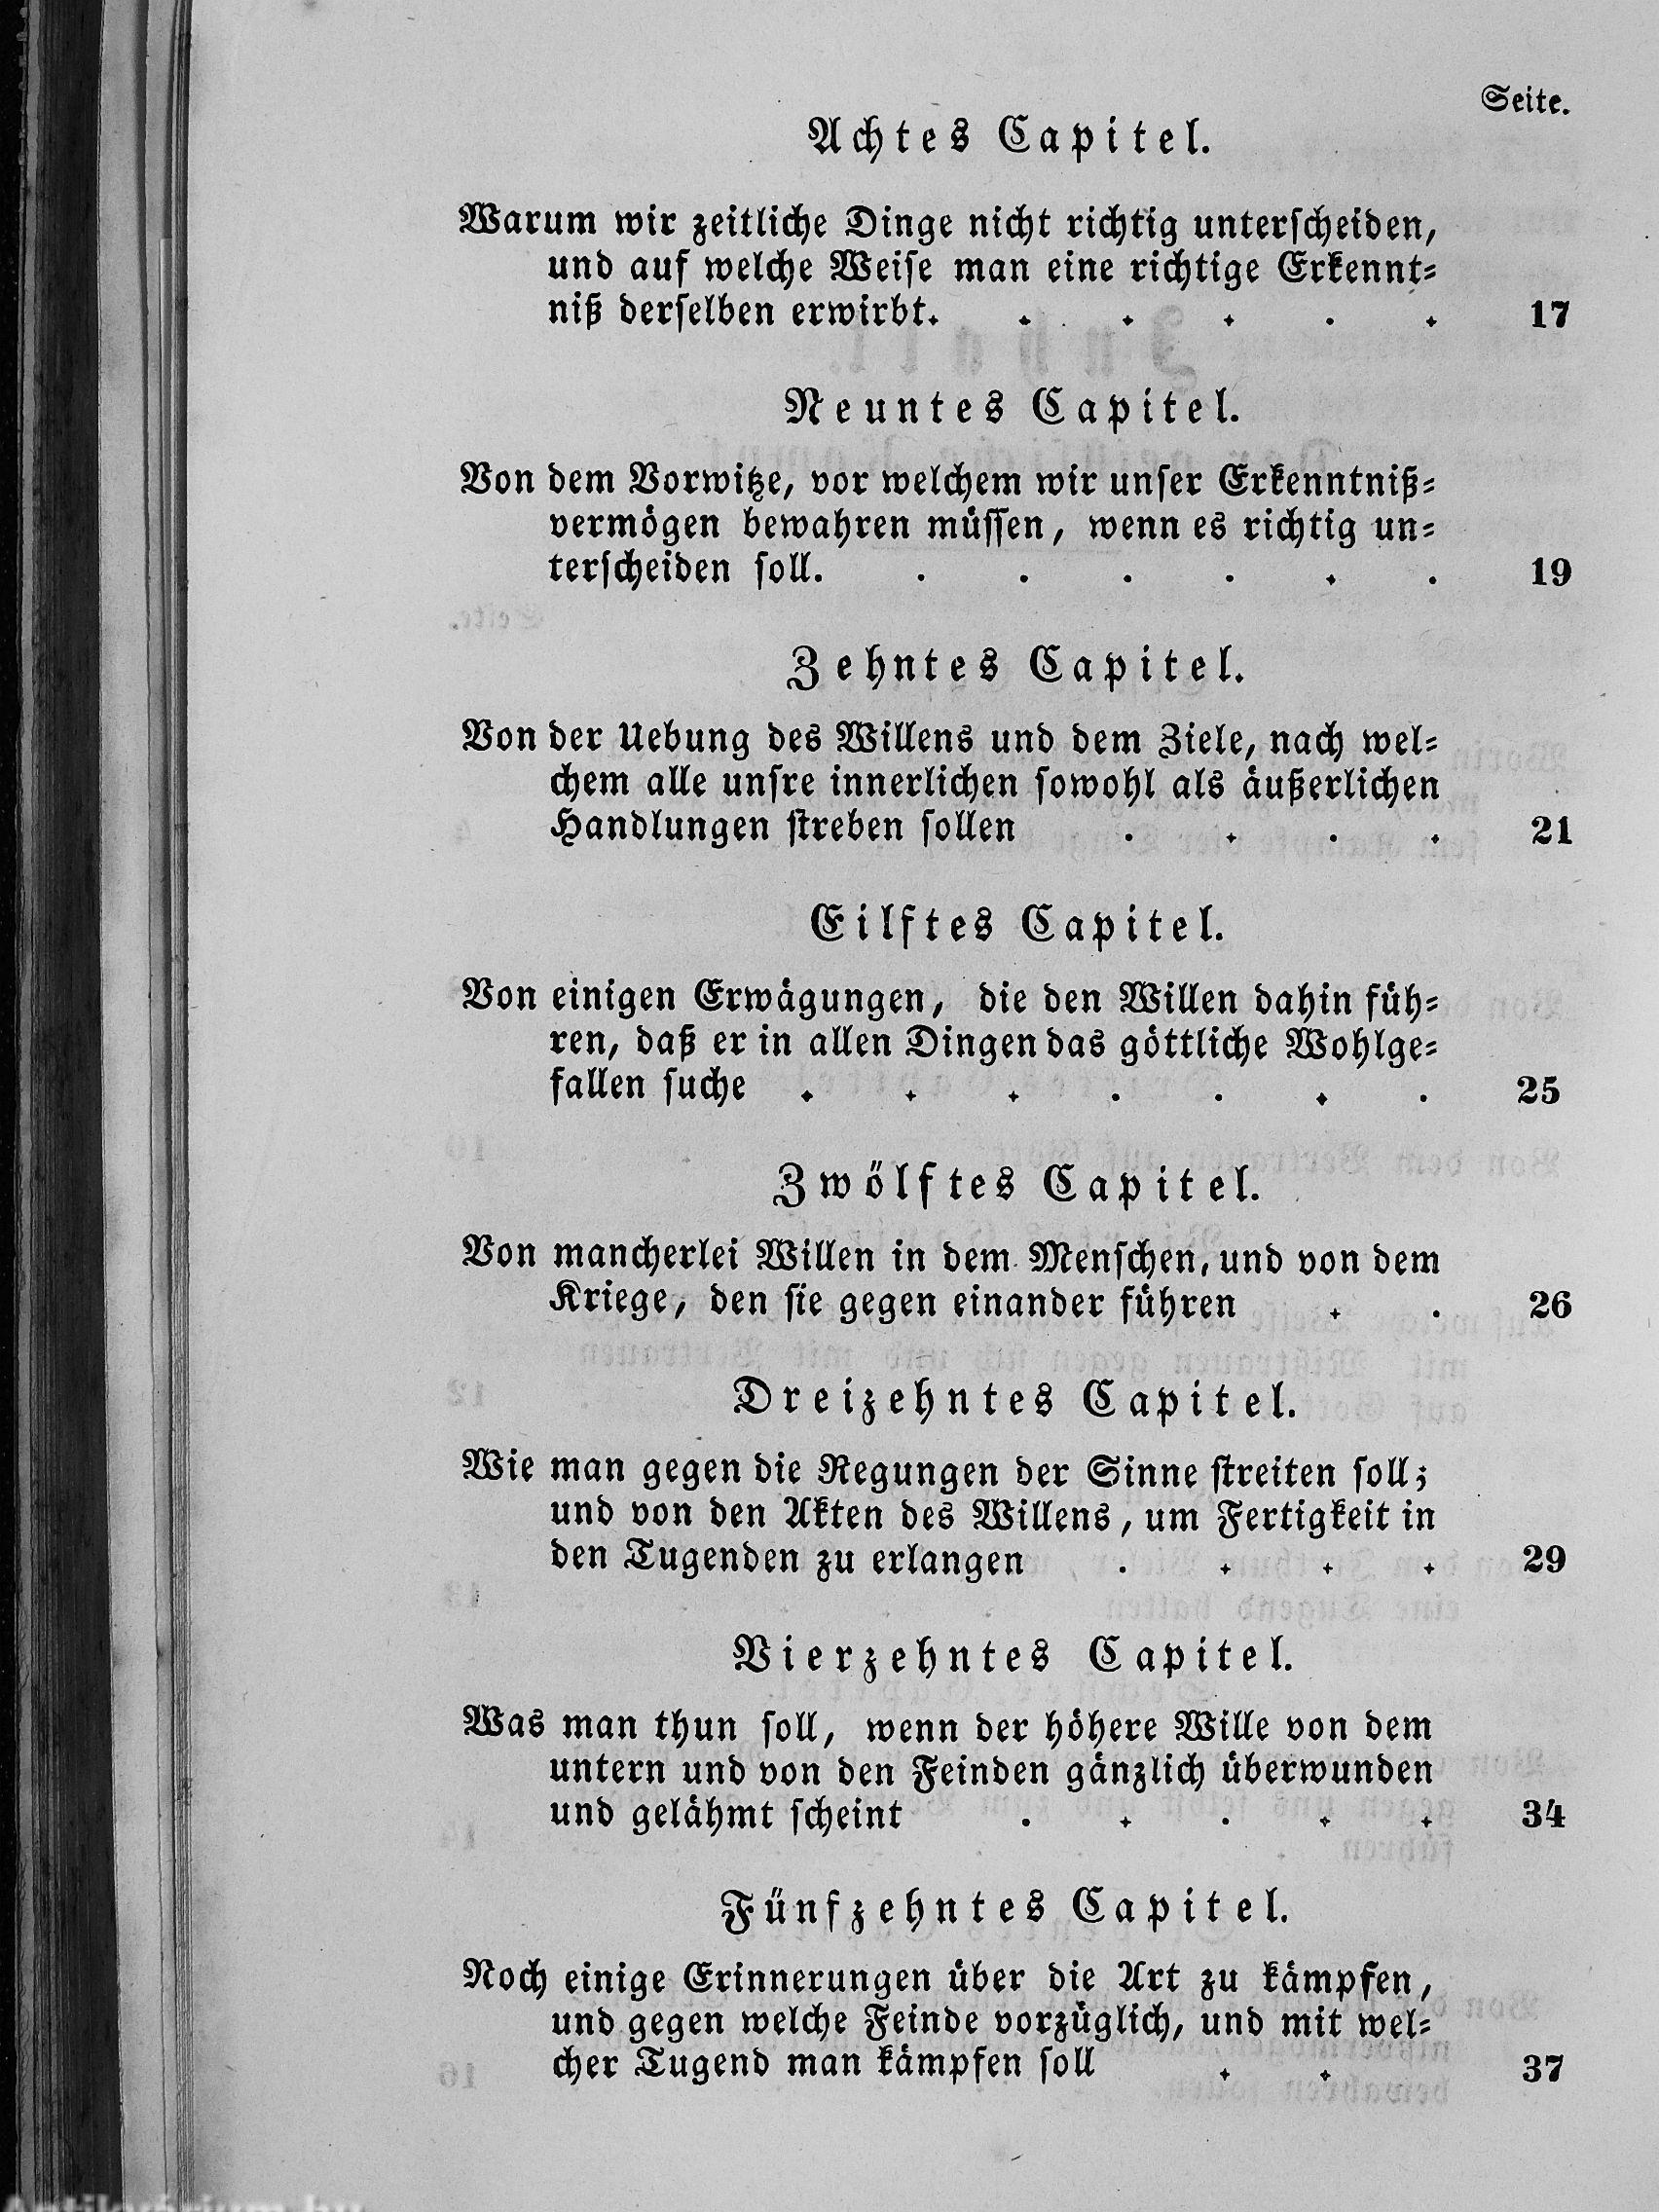 Seite.
Achtes Capitel.
Warum wir zeitliche Dinge nicht richtig unterscheiden,
und auf welche Weise man eine richtige Erkennt-
niß derselben erwirbt. . . . . . 17
Neuntes Capitel.
Von dem Vorwitze, vor welchem wir unser Erkenntniß-
vermögen bewahren müssen, wenn es richtig un-
terscheiden soll. . . . . . . 19
Zehntes Capitel.
Von der Uebung des Willens und dem Ziele, nach wel-
chem alle unsre innerlichen sowohl als äußerlichen
Handlungen streben sollen . . . . 21
Eilftes Capitel.
Von einigen Erwägungen, die den Willen dahin füh-
ren, daß er in allen Dingen das göttliche Wohlge-
fallen suche . . . . . . . 25
Zwölftes Capitel.
Von mancherlei Willen in dem Menschen, und von dem
Kriege, den sie gegen einander führen . . 26
Dreizehntes Capitel.
Wie man gegen die Regungen der Sinne streiten soll;
und von den Akten des Willens, um Fertigkeit in
den Tugenden zu erlangen . . . . 29
Vierzehntes Capitel.
Was man thun soll, wenn der höhere Wille von dem
untern und von den Feinden gänzlich überwunden
und gelähmt scheint . . . . . 34
Fünfzehntes Capitel.
Noch einige Erinnerungen über die Art zu kämpfen,
und gegen welche Feinde vorzüglich, und mit wel-
cher Tugend man kämpfen soll . . 37